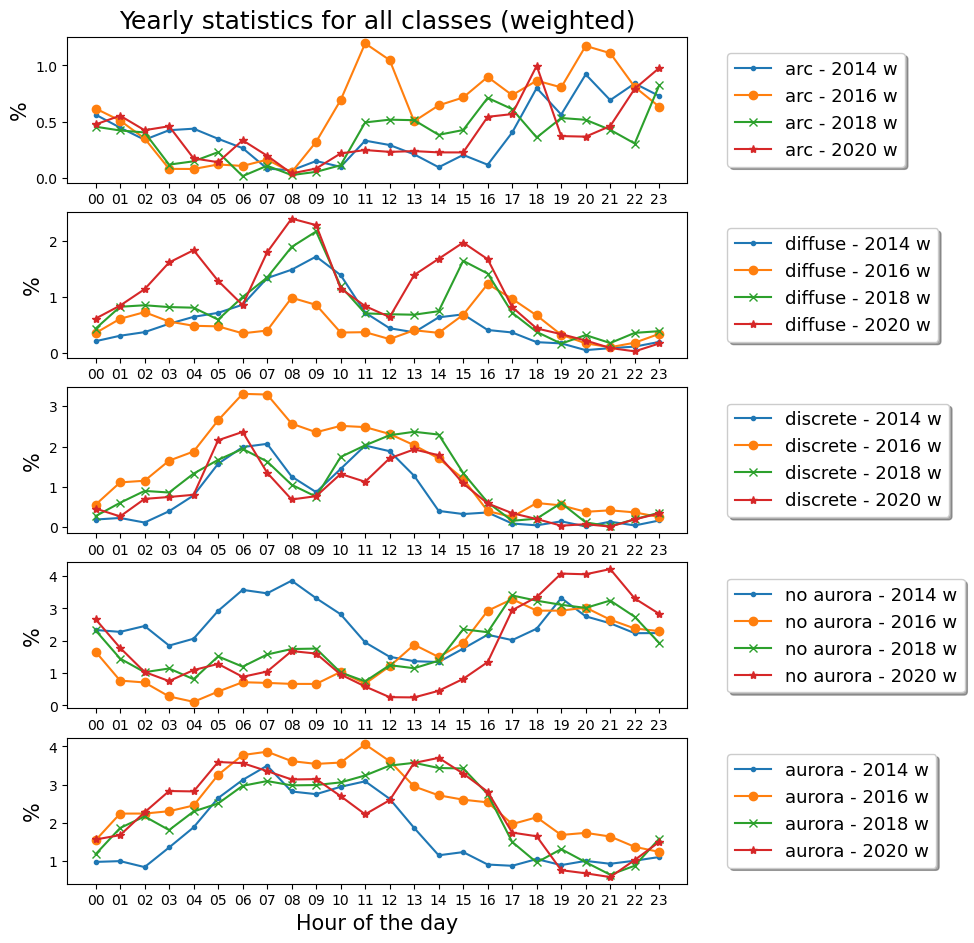 Yearly statistics for all classes (weighted)
1.0
0.5
0.0
%
00 01 02 03 04 05 06 07 08 09 10 11 12 13 14 15 16 17 18 19 20 21 22 23
arc - 2014 w
arc - 2016 w
arc - 2018 w
arc - 2020 w
2
1
0
%
00 01 02 03 04 05 06 07 08 09 10 11 12 13 14 15 16 17 18 19 20 21 22 23
diffuse - 2014 w
diffuse - 2016 w
diffuse - 2018 w
diffuse - 2020 w
3
2
1
0
%
00 01 02 03 04 05 06 07 08 09 10 11 12 13 14 15 16 17 18 19 20 21 22 23
discrete - 2014 w
discrete - 2016 w
discrete - 2018 w
discrete - 2020 w
4
3
2
1
0
%
00 01 02 03 04 05 06 07 08 09 10 11 12 13 14 15 16 17 18 19 20 21 22 23
no aurora - 2014 w
no aurora - 2016 w
no aurora - 2018 w
no aurora - 2020 w
4
3
2
1
%
00 01 02 03 04 05 06 07 08 09 10 11 12 13 14 15 16 17 18 19 20 21 22 23
aurora - 2014 w
aurora - 2016 w
aurora - 2018 w
aurora - 2020 w
Hour of the day